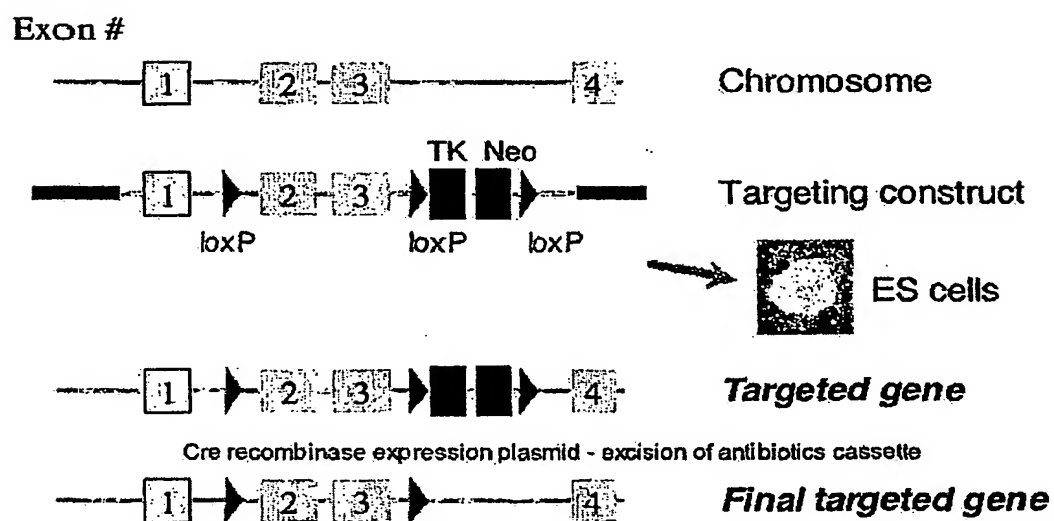 Exon #
1 2 3 4 Chromosome
TK Neo
1 2 3 Targeting construct
loxP loxP loxP
ES cells
1 2 3 4 Targeted gene
Cre recombinase expression plasmid - excision of antibiotics cassette
1 2 3 4 Final targeted gene